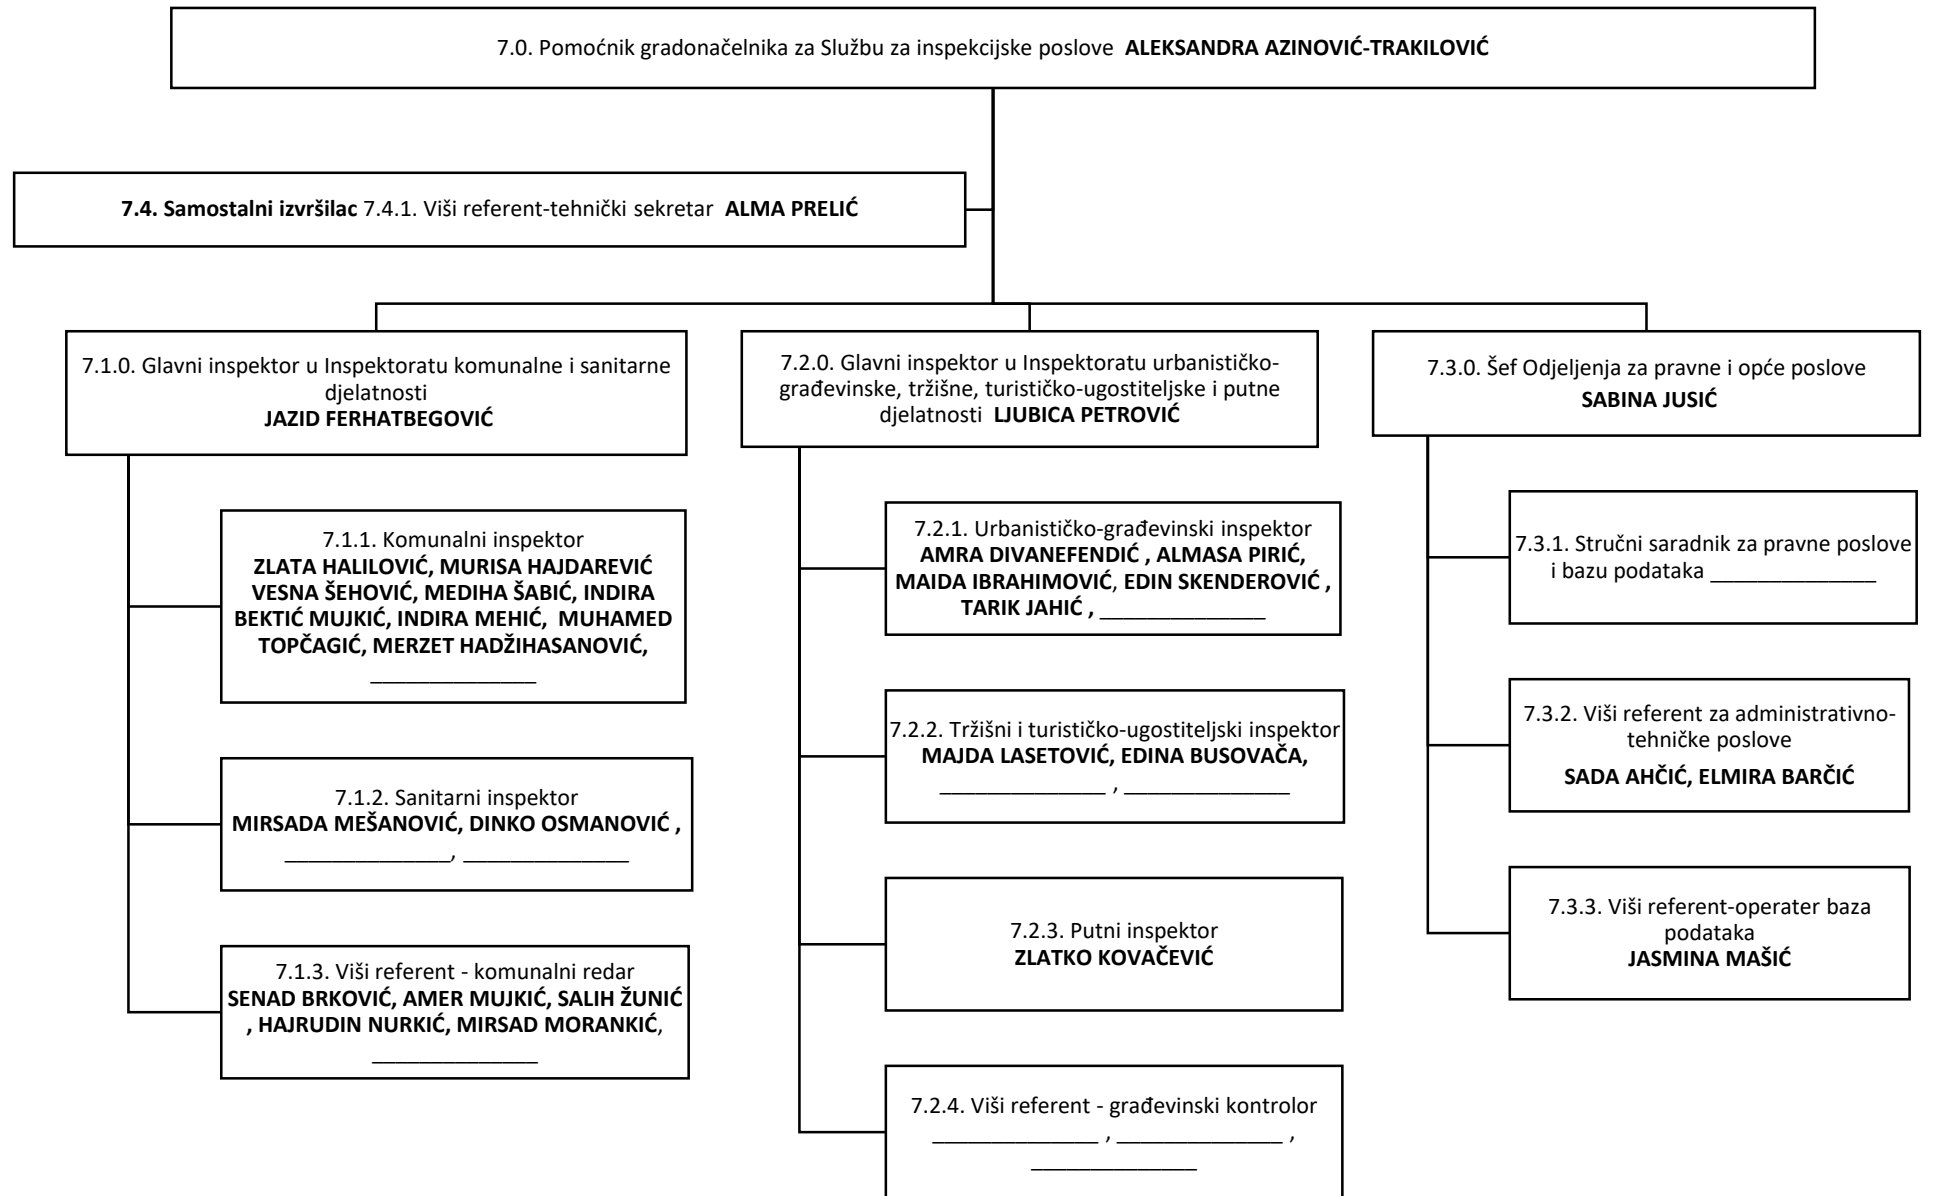 7.0. Pomoćnik gradonačelnika za Službu za inspekcijske poslove  ALEKSANDRA AZINOVIĆ-TRAKILOVIĆ
7.4. Samostalni izvršilac 7.4.1. Viši referent-tehnički sekretar  ALMA PRELIĆ
7.1.0. Glavni inspektor u Inspektoratu komunalne i sanitarne
djelatnosti
JAZID FERHATBEGOVIĆ
7.1.1. Komunalni inspektor
ZLATA HALILOVIĆ, MURISA HAJDAREVIĆ
VESNA ŠEHOVIĆ, MEDIHA ŠABIĆ, INDIRA
BEKTIĆ MUJKIĆ, INDIRA MEHIĆ,  MUHAMED
TOPČAGIĆ, MERZET HADŽIHASANOVIĆ,
______________
7.1.2. Sanitarni inspektor
MIRSADA MEŠANOVIĆ, DINKO OSMANOVIĆ ,
______________, ______________
7.1.3. Viši referent - komunalni redar
SENAD BRKOVIĆ, AMER MUJKIĆ, SALIH ŽUNIĆ
, HAJRUDIN NURKIĆ, MIRSAD MORANKIĆ,
______________
7.2.0. Glavni inspektor u Inspektoratu urbanističko-
građevinske, tržišne, turističko-ugostiteljske i putne
djelatnosti  LJUBICA PETROVIĆ
7.2.1. Urbanističko-građevinski inspektor
AMRA DIVANEFENDIĆ , ALMASA PIRIĆ,
MAIDA IBRAHIMOVIĆ, EDIN SKENDEROVIĆ ,
TARIK JAHIĆ , ______________
7.2.2. Tržišni i turističko-ugostiteljski inspektor
MAJDA LASETOVIĆ, EDINA BUSOVAČA,
______________ , ______________
7.2.3. Putni inspektor
ZLATKO KOVAČEVIĆ
7.2.4. Viši referent - građevinski kontrolor
______________ , ______________ ,
______________
7.3.0. Šef Odjeljenja za pravne i opće poslove
SABINA JUSIĆ
7.3.1. Stručni saradnik za pravne poslove
i bazu podataka ______________
7.3.2. Viši referent za administrativno-
tehničke poslove
SADA AHČIĆ, ELMIRA BARČIĆ
7.3.3. Viši referent-operater baza
podataka
JASMINA MAŠIĆ